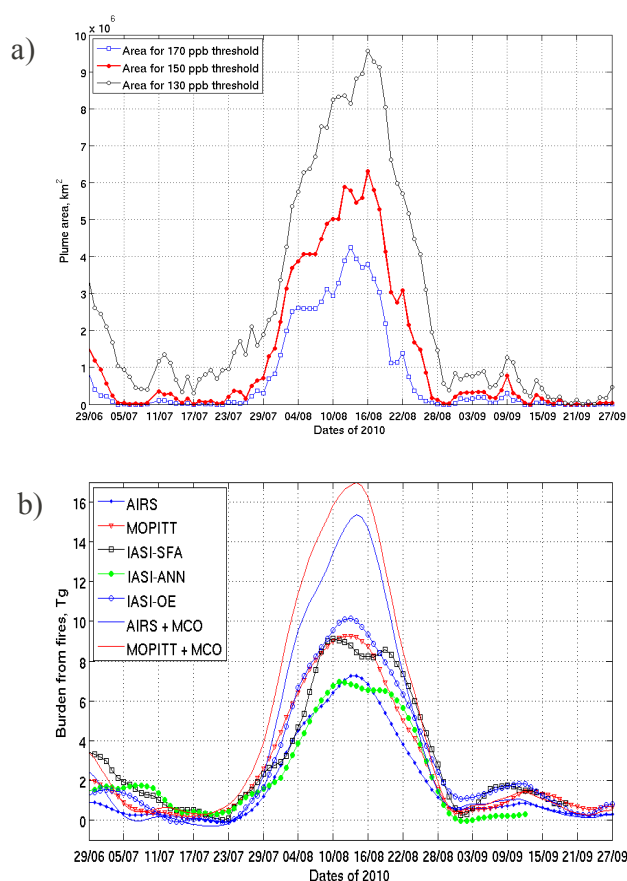 a)
x 10^6
10
9
8
7
6
5
4
3
2
1
0
Plume area, km²
Area for 170 ppb threshold
Area for 150 ppb threshold
Area for 130 ppb threshold
29/06 05/07 11/07 17/07 23/07 29/07 04/08 10/08 16/08 22/08 28/08 03/09 09/09 15/09 21/09 27/09
Dates of 2010
b)
16
14
12
10
8
6
4
2
0
Burden from fires, Tg
AIRS
MOPITT
IASI-SFA
IASI-ANN
IASI-OE
AIRS + MCO
MOPITT + MCO
29/06 05/07 11/07 17/07 23/07 29/07 04/08 10/08 16/08 22/08 28/08 03/09 09/09 15/09 21/09 27/09
Dates of 2010